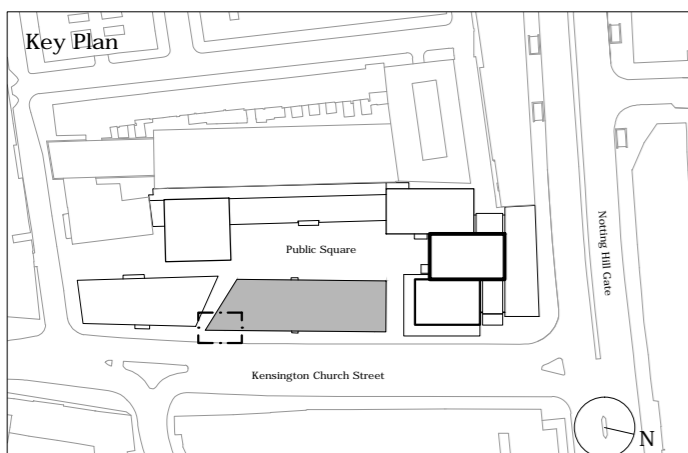 Key Plan
Public Square
Notting Hill Gate
Kensington Church Street
N